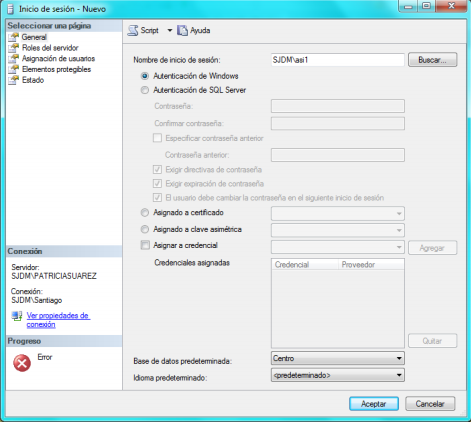 Inicio de sesión - Nuevo
Seleccionar una página
General
Roles del servidor
Asignación de usuarios
Elementos protegibles
Estado
Script
Ayuda
Nombre de inicio de sesión:
SJDM\asi1
Buscar...
Autenticación de Windows
Autenticación de SQL Server
Contraseña:
Confirmar contraseña:
Especificar contraseña anterior
Contraseña anterior:
Exigir directivas de contraseña
Exigir expiración de contraseña
El usuario debe cambiar la contraseña en el siguiente inicio de sesión
Asignado a certificado
Asignado a clave asimétrica
Asignar a credencial
Agregar
Credenciales asignadas
Credencial
Proveedor
Quitar
Base de datos predeterminada:
Centro
Idioma predeterminado:
<predeterminado>
Conexión
Servidor:
SJDM\PATRICIASUAREZ
Conexión:
SJDM\Santiago
Ver propiedades de
conexión
Progreso
Error
Aceptar
Cancelar